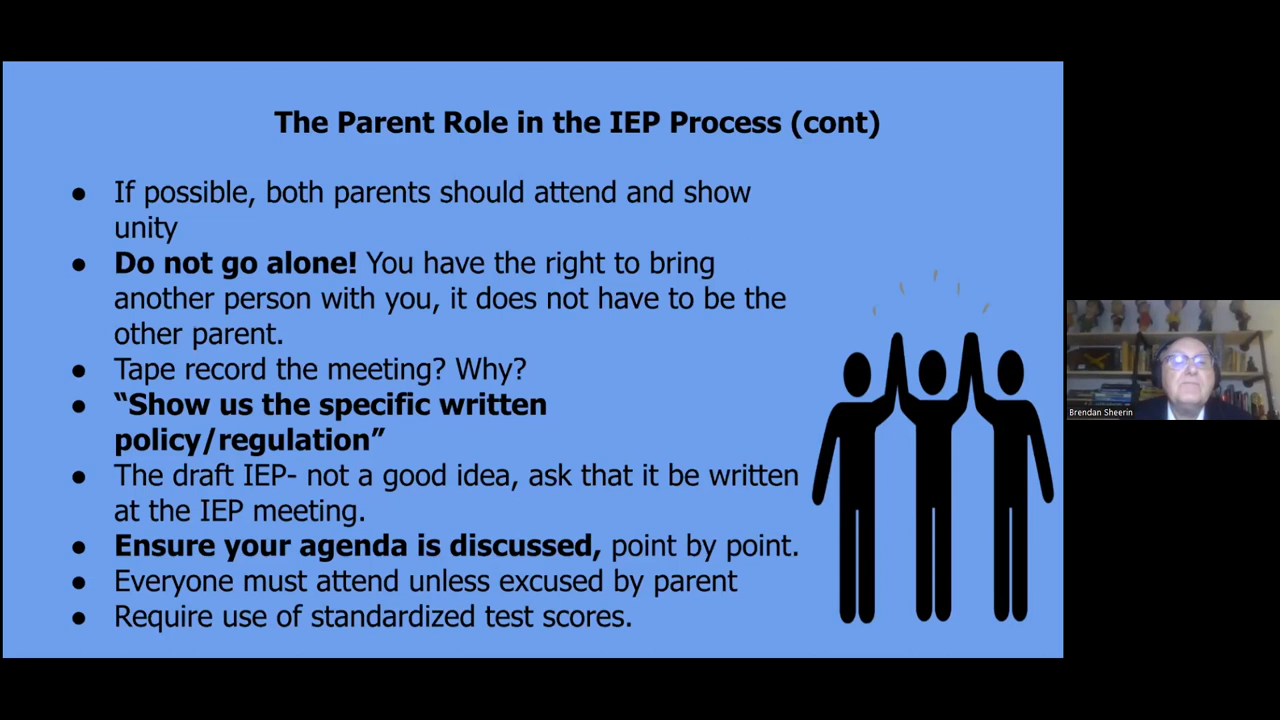 The Parent Role in the IEP Process (cont)
● If possible, both parents should attend and show
unity
● Do not go alone! You have the right to bring
another person with you, it does not have to be the
other parent.
● Tape record the meeting? Why?
● “Show us the specific written
policy/regulation”
● The draft IEP- not a good idea, ask that it be written
at the IEP meeting.
● Ensure your agenda is discussed, point by point.
● Everyone must attend unless excused by parent
● Require use of standardized test scores.
Brendan Sheerin